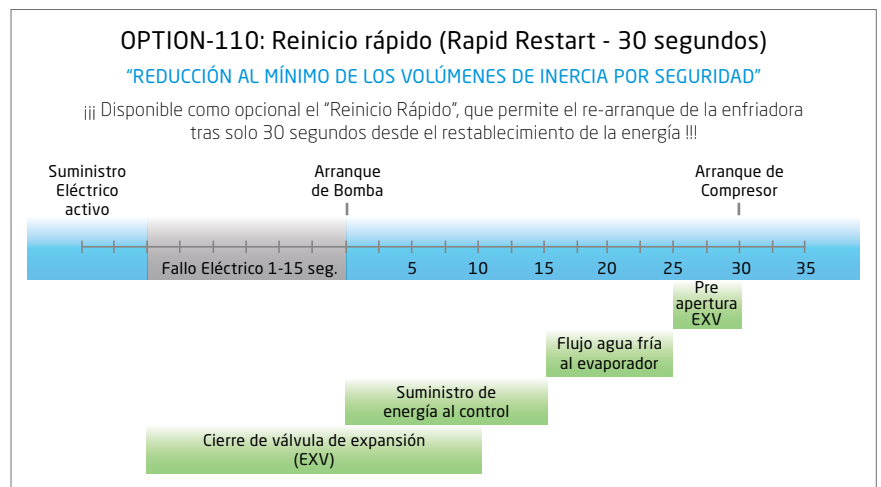 OPTION-110: Reinicio rápido (Rapid Restart - 30 segundos)
“REDUCCIÓN AL MÍNIMO DE LOS VOLÚMENES DE INERCIA POR SEGURIDAD”
¡¡¡ Disponible como opcional el “Reinicio Rápido”, que permite el re-arranque de la enfriadora
tras solo 30 segundos desde el restablecimiento de la energía !!!
Suministro
Eléctrico
activo
Arranque
de Bomba
Arranque de
Compresor
Fallo Eléctrico 1-15 seg.
5 10 15 20 25 30 35
Pre
apertura
EXV
Flujo agua fría
al evaporador
Suministro de
energía al control
Cierre de válvula de expansión
(EXV)